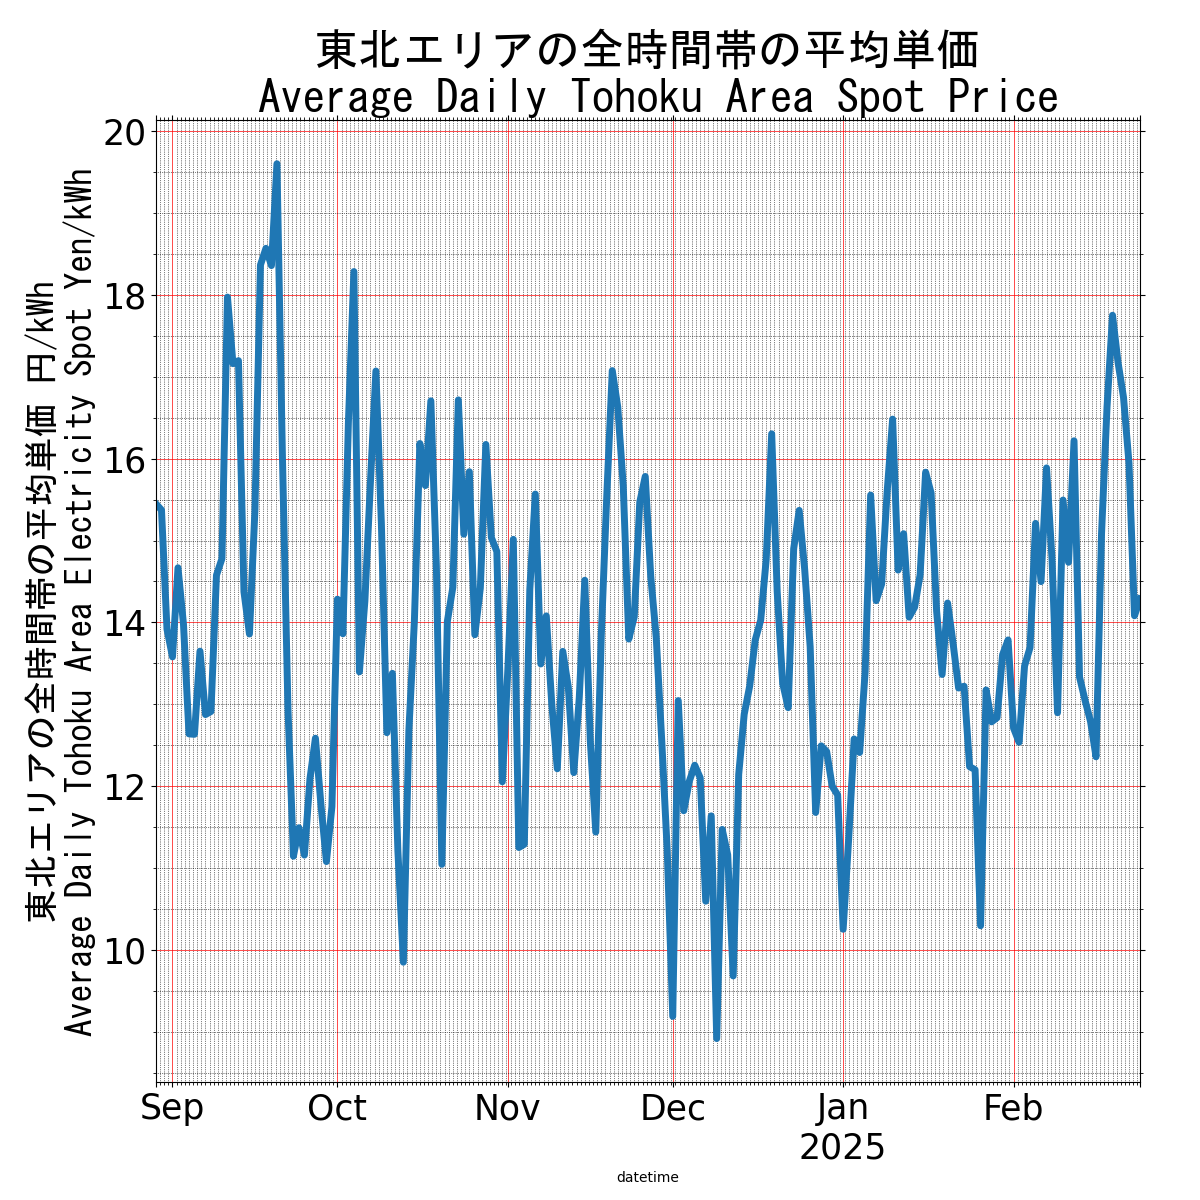 東北エリアの全時間帯の平均単価
Average Daily Tohoku Area Spot Price
東北エリアの全時間帯の平均単価 円/kWh
Average Daily Tohoku Area Electricity Spot Yen/kWh
20
18
16
14
12
10
Sep
Oct
Nov
Dec
Jan
2025
Feb
datetime